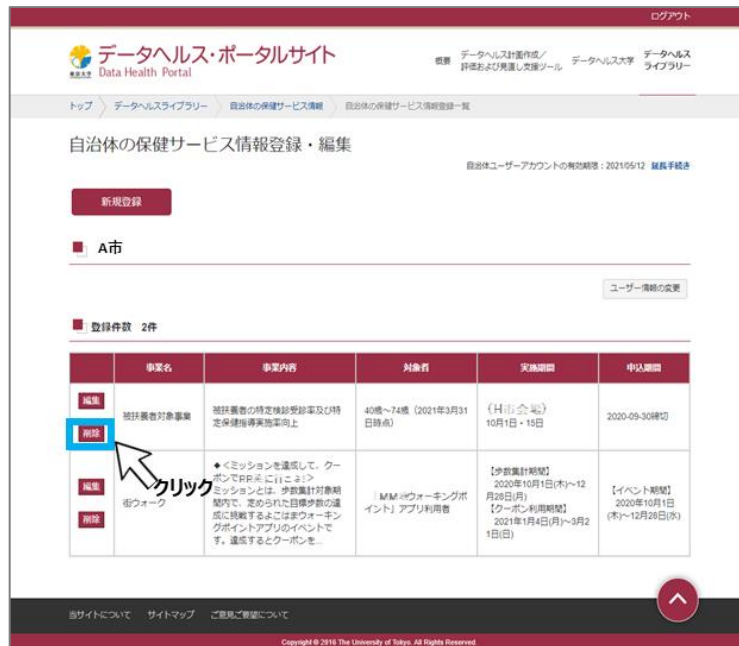 ログアウト
データヘルス・ポータルサイト
東京大学 Data Health Portal
概要
データヘルス計画作成/
評価および見直し支援ツール
データヘルス大学
データヘルス
ライブラリー
トップ 〉 データヘルスライブラリー 〉 自治体の保健サービス情報 〉 自治体の保健サービス情報登録一覧
自治体の保健サービス情報登録・編集
自治体ユーザーアカウントの有効期限：2021/05/12 延長手続き
新規登録
A市
ユーザー情報の変更
登録件数 2件
事業名 事業内容 対象者 実施期間 申込期間
編集
削除
被扶養者対象事業
被扶養者の特定検診受診率及び特
定保健指導実施率向上
40歳～74歳（2021年3月31
日時点）
10月1日・15日
2020-09-30締切
クリック
編集
削除
街ウォーク
◆<ミッションを達成して、クー
ポンで
ミッションとは、歩数集計対象期
間内で、定められた目標歩数の達
成に挑戦するよこはまウォーキン
グポイントアプリのイベントで
す。達成するとクーポンを...
ウォーキングポ
イント」アプリ利用者
【歩数集計期間】
2020年10月1日(木)～12
月28日(月)
【クーポン利用期間】
2021年1月4日(月)～3月2
1日(日)
【イベント期間】
2020年10月1日
(木)～12月28日(水)
当サイトについて サイトマップ ご意見ご要望について
Copyright © 2016 The University of Tokyo. All Rights Reserved.